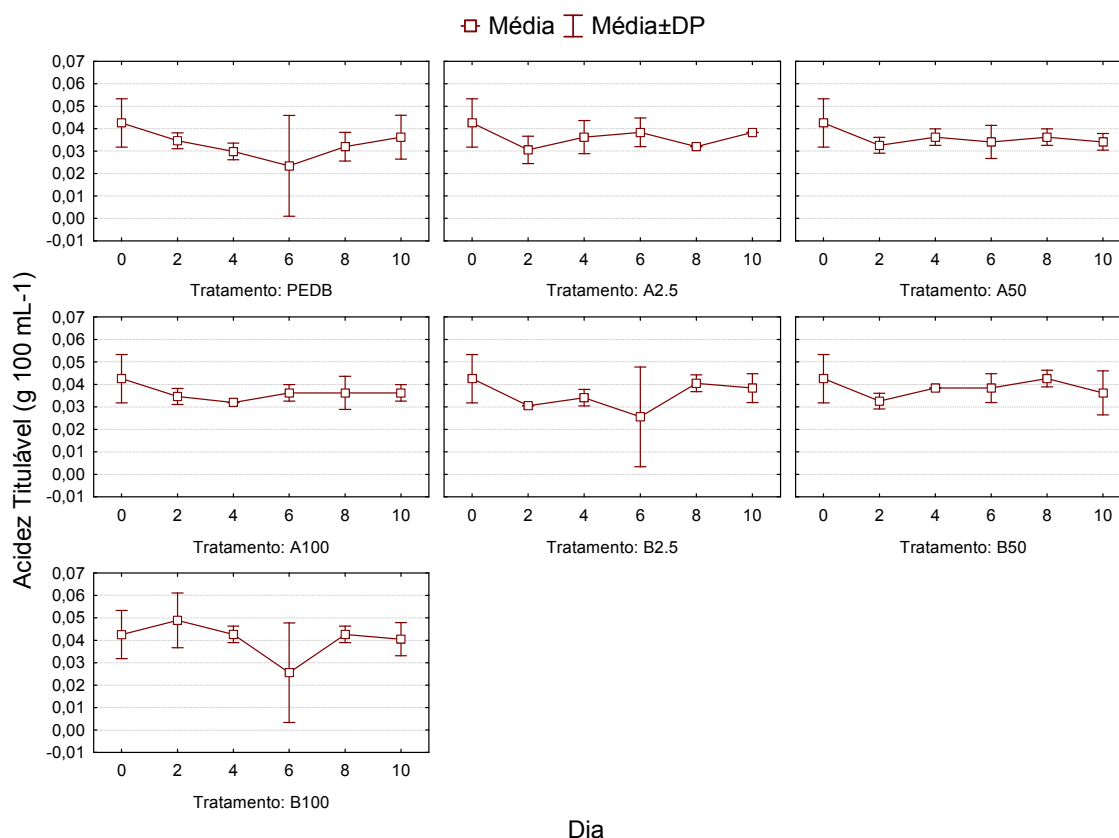 Média Média±DP
0,07
0,06
0,05
0,04
0,03
0,02
0,01
0,00
-0,01
0 2 4 6 8 10
Tratamento: PEDB
0 2 4 6 8 10
Tratamento: A2.5
0 2 4 6 8 10
Tratamento: A50
0,07
0,06
0,05
0,04
0,03
0,02
0,01
0,00
-0,01
0 2 4 6 8 10
Tratamento: A100
0 2 4 6 8 10
Tratamento: B2.5
0 2 4 6 8 10
Tratamento: B50
0,07
0,06
0,05
0,04
0,03
0,02
0,01
0,00
-0,01
0 2 4 6 8 10
Tratamento: B100
Acidez Titulável (g 100 mL-1)
Dia